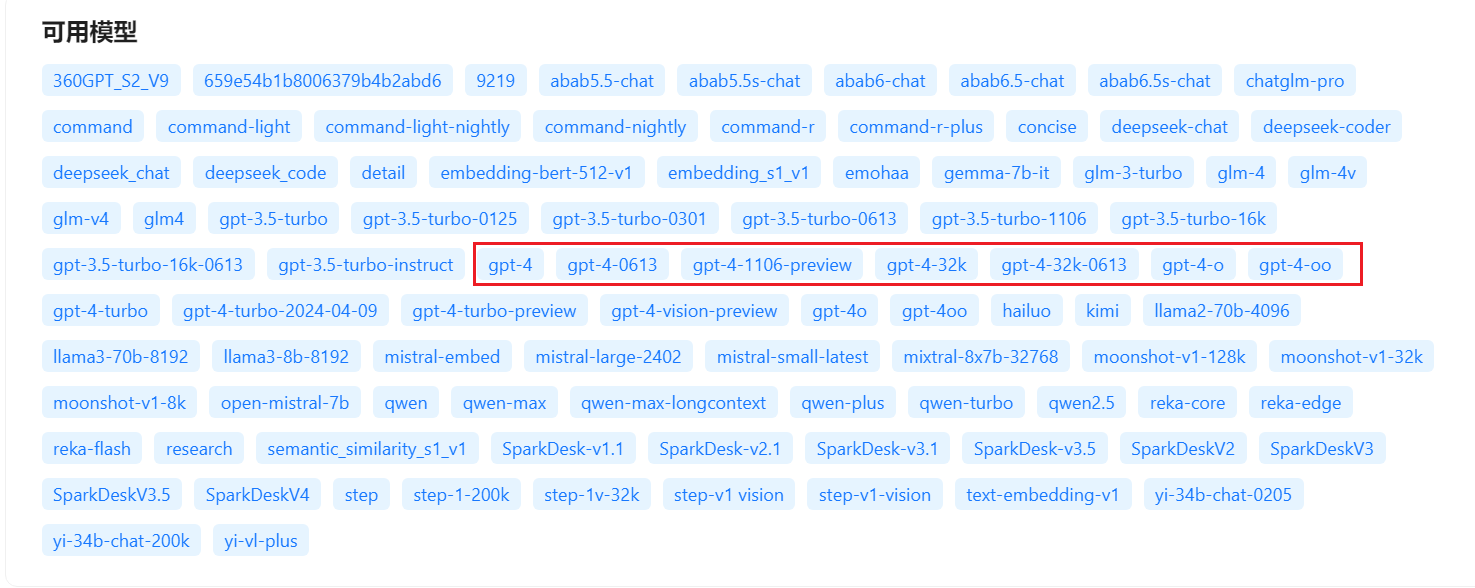 可用模型
360GPT_S2_V9 659e54b1b8006379b4b2abd6 9219 abab5.5-chat abab5.5s-chat abab6-chat abab6.5-chat abab6.5s-chat chatglm-pro
command command-light command-light-nightly command-nightly command-r command-r-plus concise deepseek-chat deepseek-coder
deepseek_chat deepseek_code detail embedding-bert-512-v1 embedding_s1_v1 emohaa gemma-7b-it glm-3-turbo glm-4 glm-4v
glm-v4 glm4 gpt-3.5-turbo gpt-3.5-turbo-0125 gpt-3.5-turbo-0301 gpt-3.5-turbo-0613 gpt-3.5-turbo-1106 gpt-3.5-turbo-16k
gpt-3.5-turbo-16k-0613 gpt-3.5-turbo-instruct gpt-4 gpt-4-0613 gpt-4-1106-preview gpt-4-32k gpt-4-32k-0613 gpt-4-o gpt-4-oo
gpt-4-turbo gpt-4-turbo-2024-04-09 gpt-4-turbo-preview gpt-4-vision-preview gpt-4o gpt-4oo hailuo kimi llama2-70b-4096
llama3-70b-8192 llama3-8b-8192 mistral-embed mistral-large-2402 mistral-small-latest mixtral-8x7b-32768 moonshot-v1-128k moonshot-v1-32k
moonshot-v1-8k open-mistral-7b qwen qwen-max qwen-max-longcontext qwen-plus qwen-turbo qwen2.5 reka-core reka-edge
reka-flash research semantic_similarity_s1_v1 SparkDesk-v1.1 SparkDesk-v2.1 SparkDesk-v3.1 SparkDesk-v3.5 SparkDeskV2 SparkDeskV3
SparkDeskV3.5 SparkDeskV4 step step-1-200k step-1v-32k step-v1 vision step-v1-vision text-embedding-v1 yi-34b-chat-0205
yi-34b-chat-200k yi-vl-plus